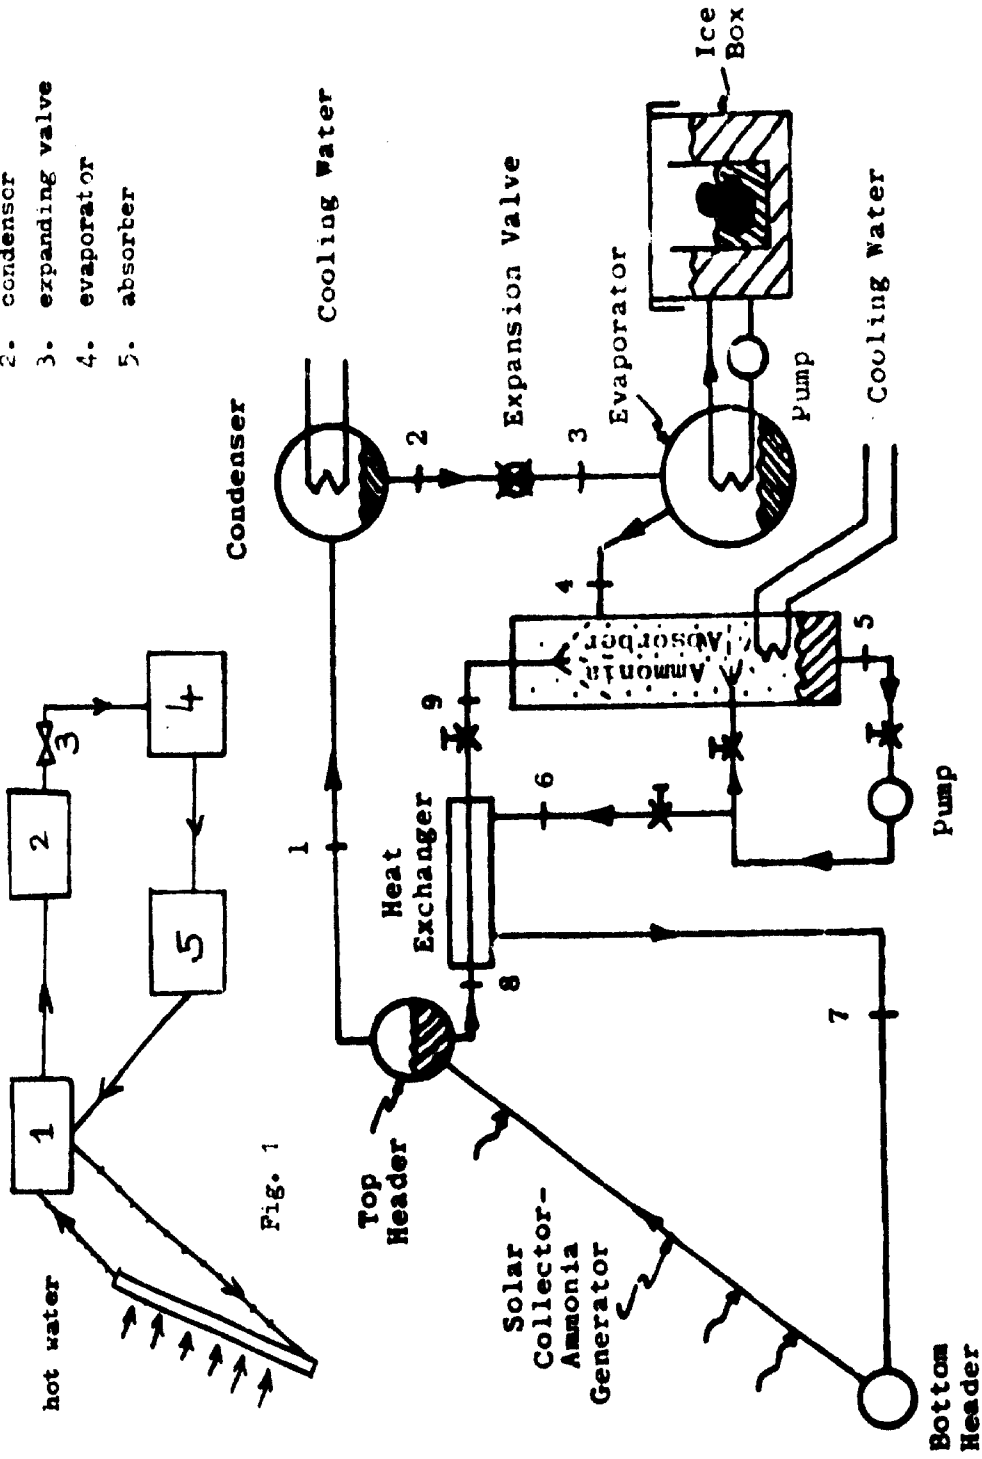 2. condenser
3. expanding valve
4. evaporator
5. absorber
hot water
1
2
3
4
5
Fig. 1
Condenser
Cooling Water
1
2
Expansion Valve
3
Evaporator
Ice
Box
Pump
4
Ammonia
Absorber
Cooling Water
5
9
6
Heat
Exchanger
8
Pump
7
Top
Header
Solar
Collector-
Ammonia
Generator
Bottom
Header